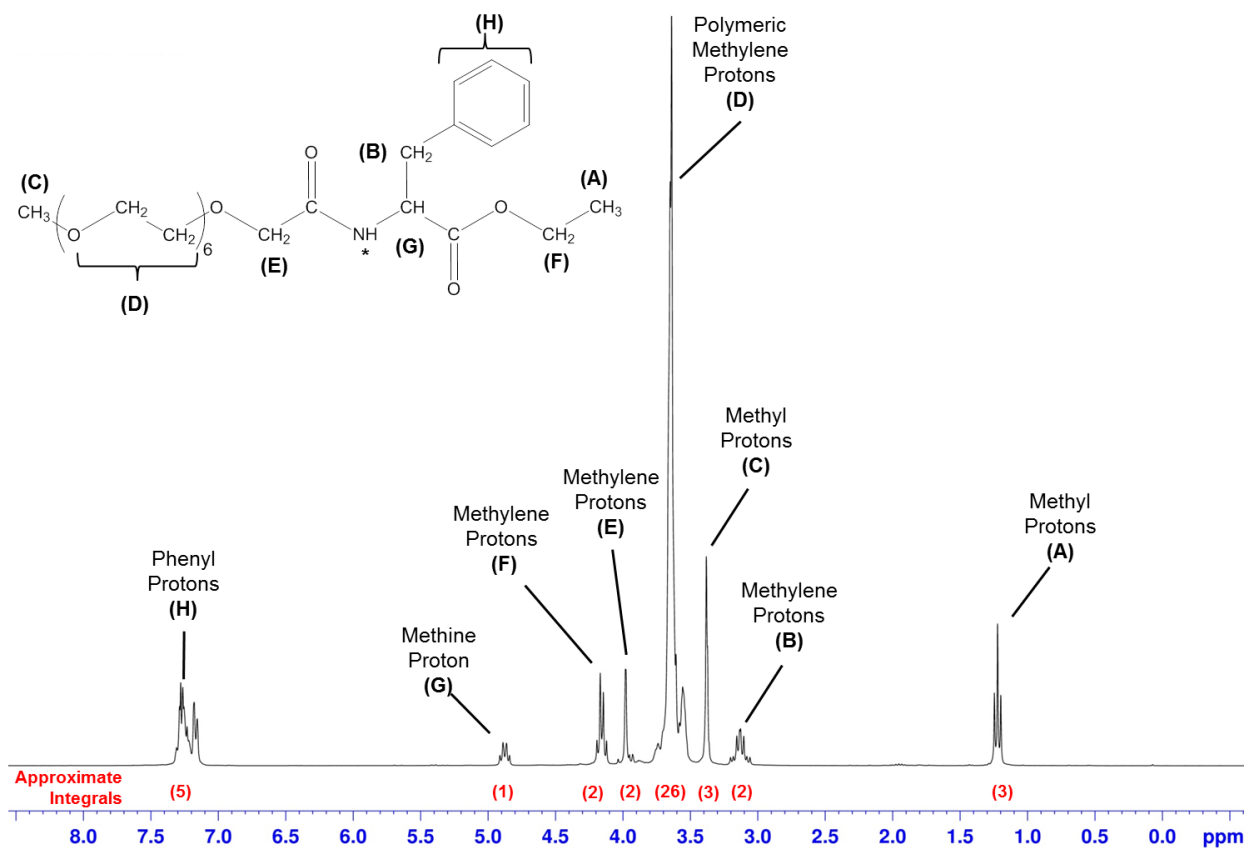 (H)
Polymeric
Methylene
Protons
(D)
(B) CH2
(C)
O
(A)
CH3
CH2
O
C
CH
O
CH3
O
CH2
6
CH2
NH
*
C
CH2
(E)
(G)
(F)
(D)
O
Methyl
Protons
(C)
Methylene
Protons
(E)
Methylene
Protons
(F)
Methyl
Protons
(A)
Phenyl
Protons
(H)
Methylene
Protons
(B)
Methine
Proton
(G)
Approximate
Integrals
(5) (1) (2) (2) (26) (3) (2) (3)
8.0 7.5 7.0 6.5 6.0 5.5 5.0 4.5 4.0 3.5 3.0 2.5 2.0 1.5 1.0 0.5 0.0 ppm